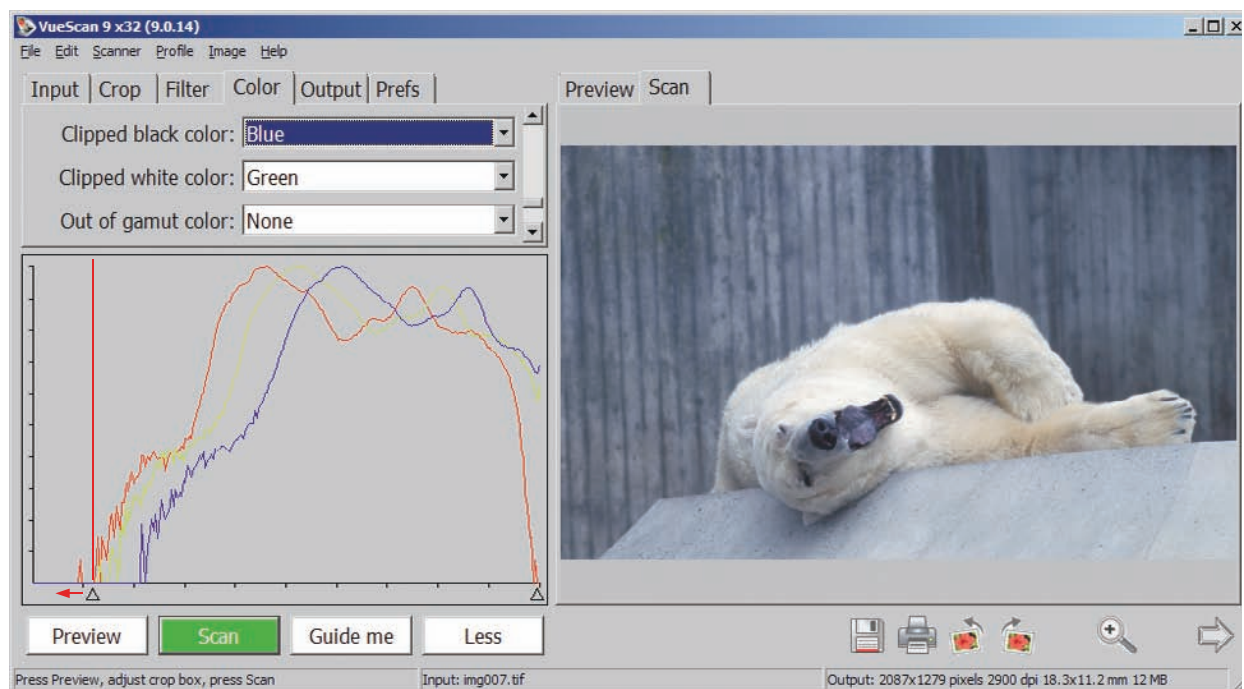 VueScan 9 x32 (9.0.14)
File Edit Scanner Profile Image Help
Input Crop Filter Color Output Prefs
Preview Scan
Clipped black color: Blue
Clipped white color: Green
Out of gamut color: None
Preview Scan Guide me Less
Press Preview, adjust crop box, press Scan
Input: img007.tif
Output: 2087x1279 pixels 2900 dpi 18.3x11.2 mm 12 MB